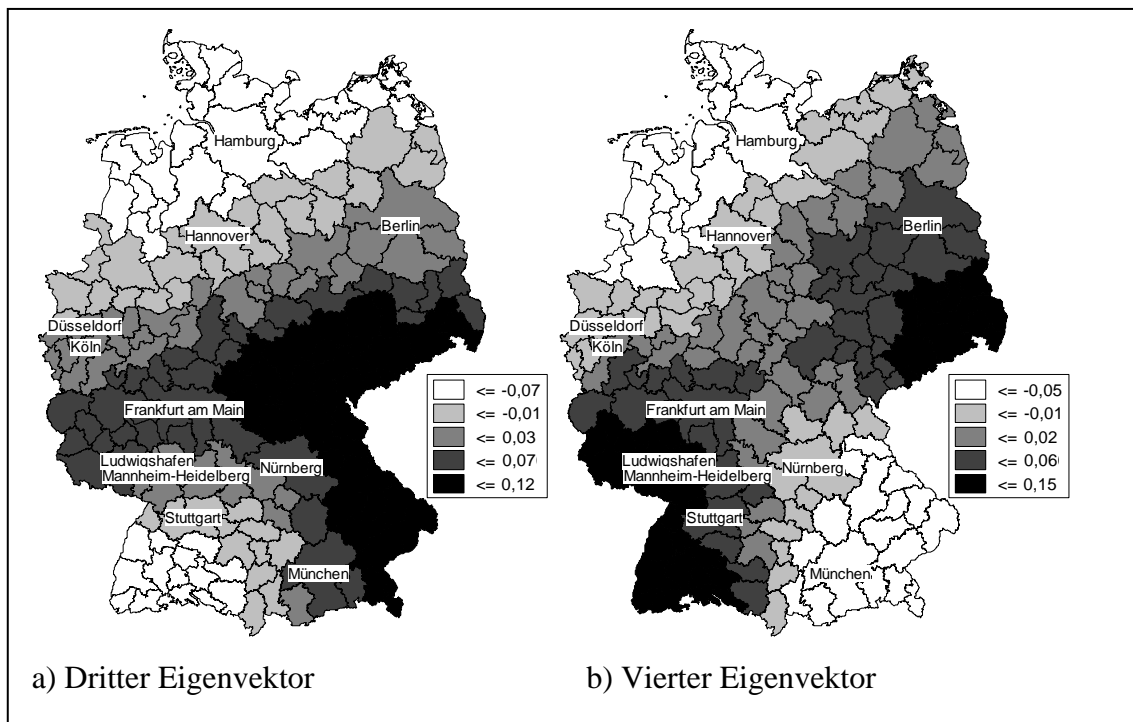 Hamburg
Hannover
Berlin
Düsseldorf
Köln
Frankfurt am Main
Ludwigshafen
Mannheim-Heidelberg
Nürnberg
Stuttgart
München
<= -0,07
<= -0,01
<= 0,03
<= 0,07
<= 0,12
a) Dritter Eigenvektor
Hamburg
Hannover
Berlin
Düsseldorf
Köln
Frankfurt am Main
Ludwigshafen
Mannheim-Heidelberg
Nürnberg
Stuttgart
München
<= -0,05
<= -0,01
<= 0,02
<= 0,06
<= 0,15
b) Vierter Eigenvektor